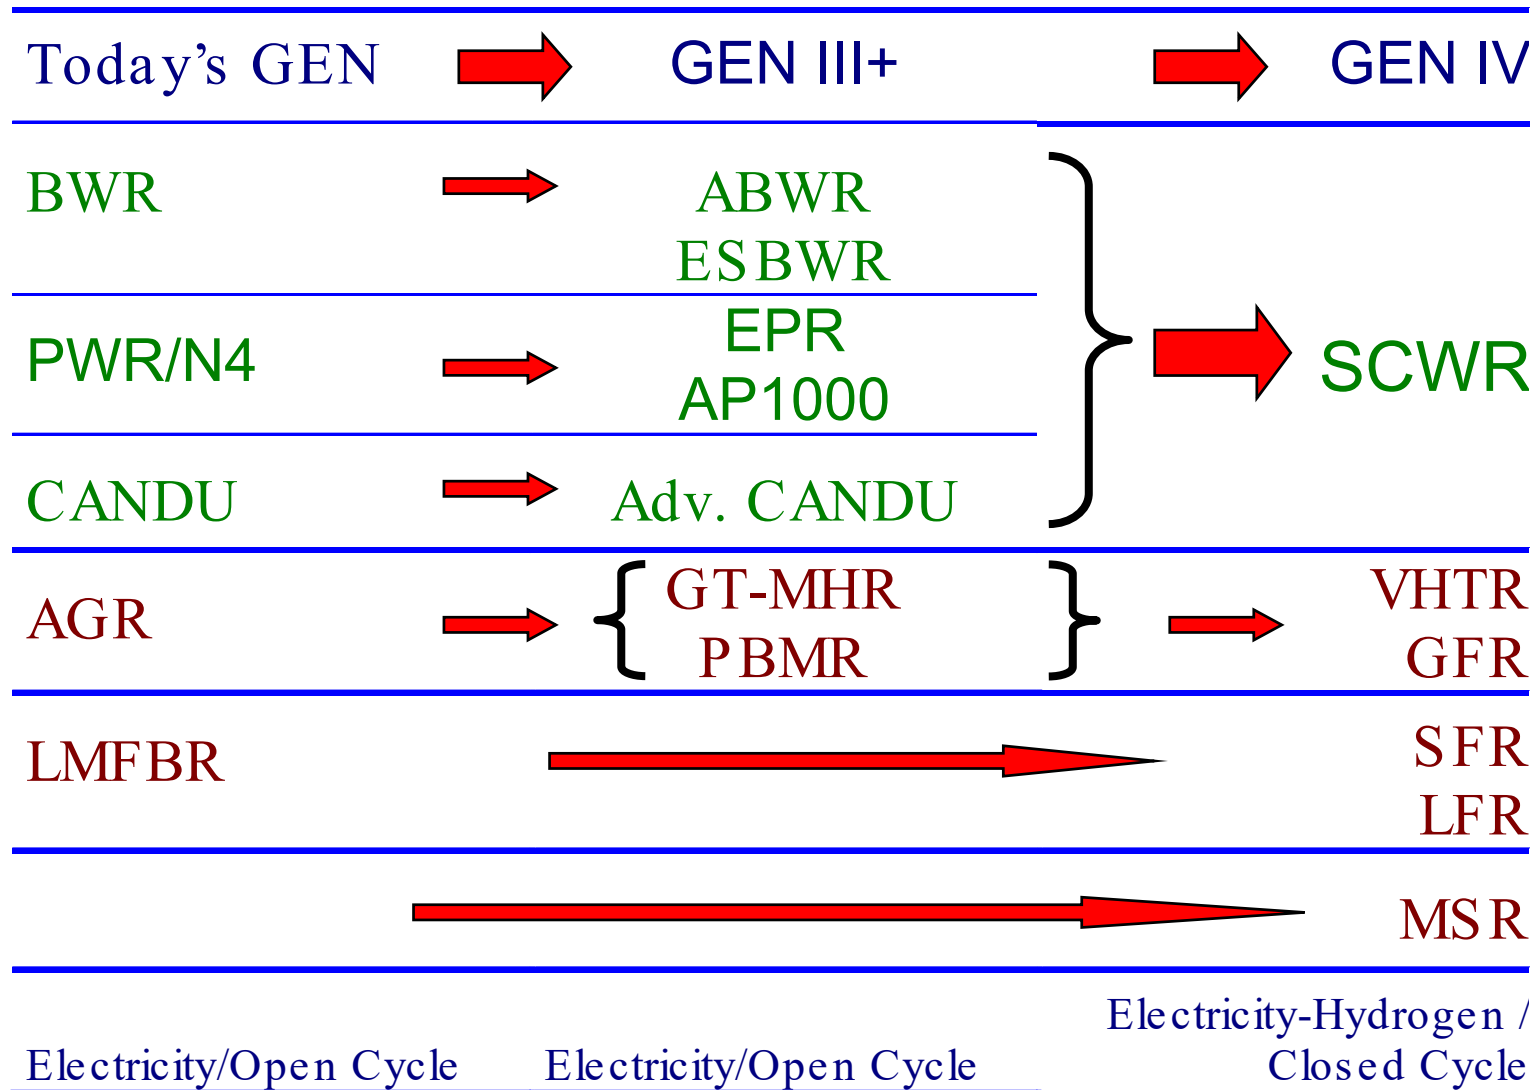 Today's GEN GEN III+ GEN IV
BWR ABWR
ESBWR
PWR/N4 EPR
AP1000
SCWR
CANDU Adv. CANDU
AGR GT-MHR VHTR
PBMR GFR
LMFBR SFR
LFR
MSR
Electricity-Hydrogen /
Electricity/Open Cycle Electricity/Open Cycle Closed Cycle